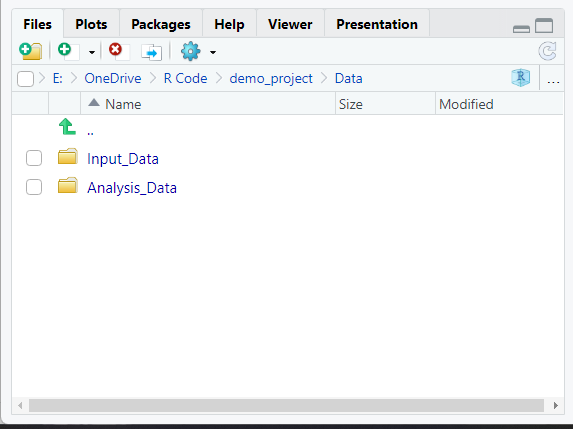 Files Plots Packages Help Viewer Presentation
E: OneDrive R Code demo_project Data R ...
Name Size Modified
..
Input_Data
Analysis_Data